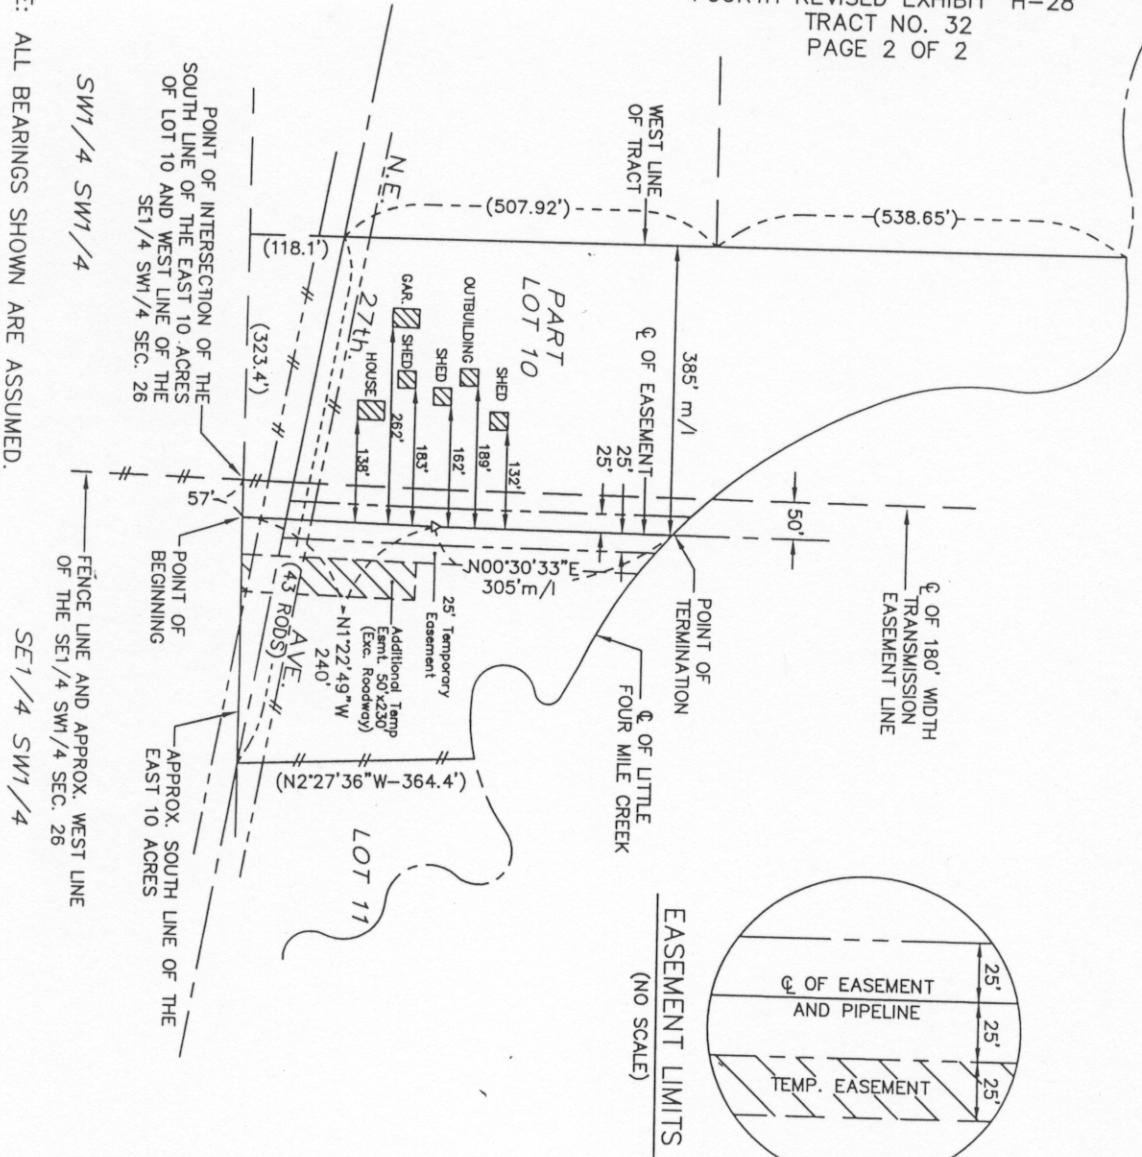 FOURTH REVISED EXHIBIT H-28
TRACT NO. 32
PAGE 2 OF 2
WEST LINE
OF TRACT
(507.92')
(538.65')
(118.1')
N.E.
27th
AVE.
PART
LOT 10
℄ OF EASEMENT
385' m/l
OUTBUILDING
SHED
SHED
GAR.
SHED
HOUSE
132'
189'
162'
183'
262'
138'
25'
25'
50'
℄ OF 180' WIDTH
TRANSMISSION
EASEMENT LINE
POINT OF
TERMINATION
N00°30'33"E
305'm/l
25' Temporary
Easement
Additional Temp
Esmt. 50'x230'
(Exc. Roadway)
N1°22'49"W
240'
(43 RODS)
(323.4')
57'
POINT OF INTERSECTION OF THE
SOUTH LINE OF THE EAST 10 ACRES
OF LOT 10 AND WEST LINE OF THE
SE1/4 SW1/4 SEC. 26
POINT OF
BEGINNING
℄ OF LITTLE
FOUR MILE CREEK
(N2°27'36"W-364.4')
LOT 11
APPROX. SOUTH LINE OF THE
EAST 10 ACRES
FENCE LINE AND APPROX. WEST LINE
OF THE SE1/4 SW1/4 SEC. 26
SW1/4 SW1/4
SE1/4 SW1/4
E: ALL BEARINGS SHOWN ARE ASSUMED.
25'
℄ OF EASEMENT
AND PIPELINE
25'
TEMP. EASEMENT
25'
EASEMENT LIMITS
(NO SCALE)